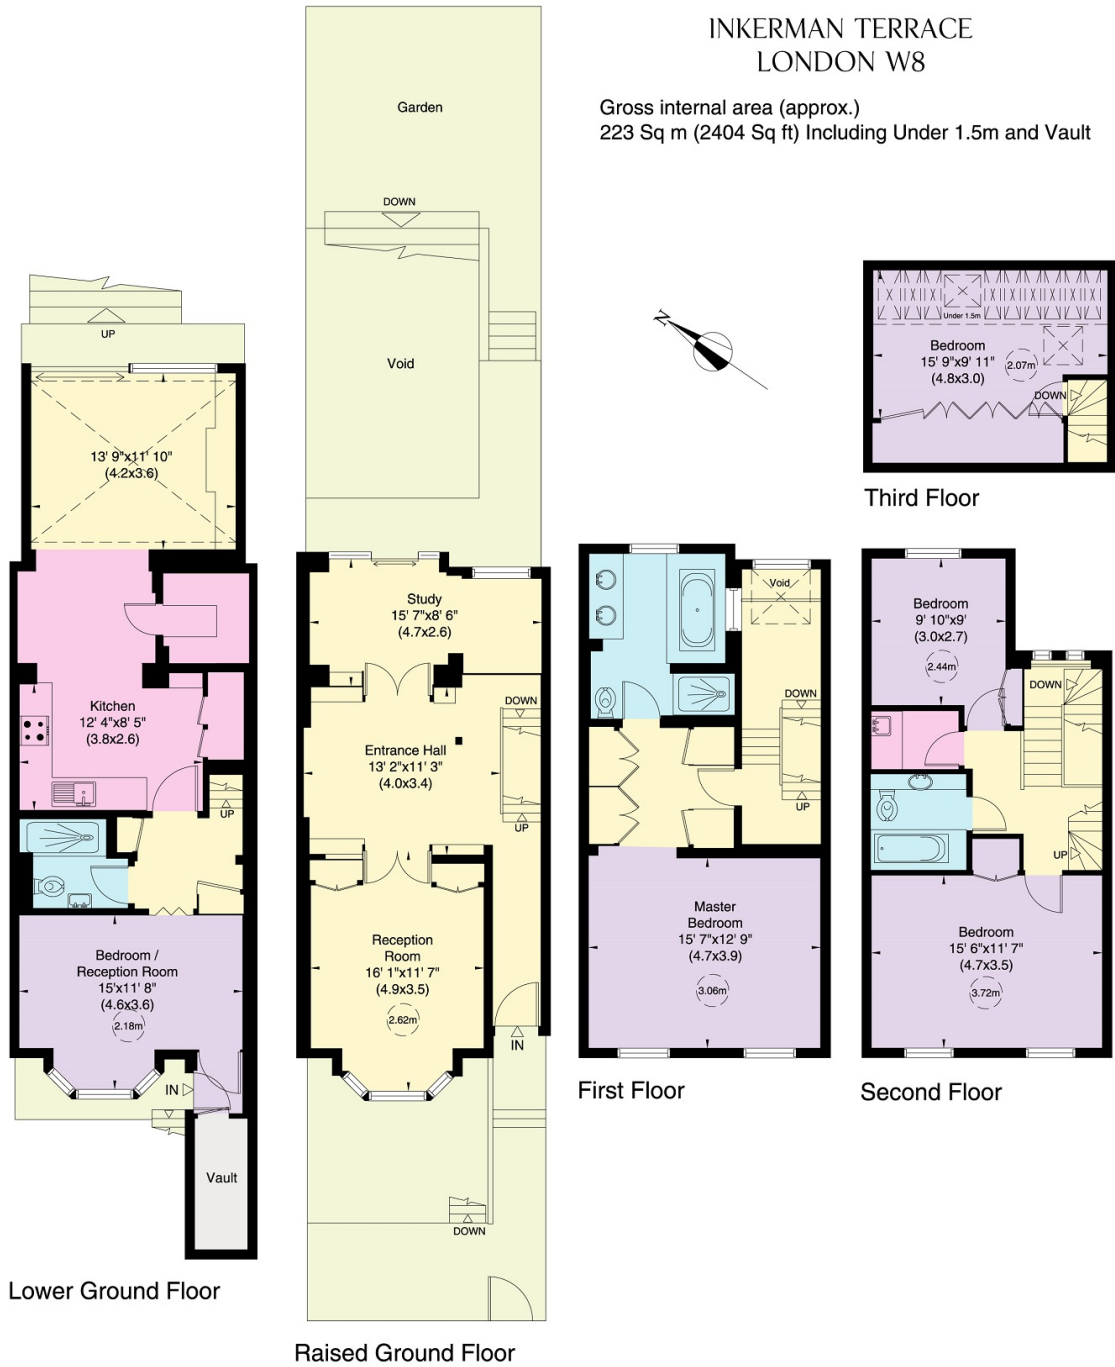 INKERMAN TERRACE
LONDON W8
Gross internal area (approx.)
223 Sq m (2404 Sq ft) Including Under 1.5m and Vault
N
UP
13' 9"x11' 10"
(4.2x3.6)
Kitchen
12' 4"x8' 5"
(3.8x2.6)
UP
Bedroom /
Reception Room
15'x11' 8"
(4.6x3.6)
2.18m
IN
Vault
Lower Ground Floor
Garden
DOWN
Void
Study
15' 7"x8' 6"
(4.7x2.6)
DOWN
Entrance Hall
13' 2"x11' 3"
(4.0x3.4)
UP
Reception
Room
16' 1"x11' 7"
(4.9x3.5)
2.62m
IN
DOWN
Raised Ground Floor
Void
DOWN
UP
Master
Bedroom
15' 7"x12' 9"
(4.7x3.9)
3.06m
First Floor
Bedroom
9' 10"x9'
(3.0x2.7)
2.44m
DOWN
UP
Bedroom
15' 6"x11' 7"
(4.7x3.5)
3.72m
Second Floor
Under 1.5m
Bedroom
15' 9"x9' 11"
(4.8x3.0)
2.07m
DOWN
Third Floor